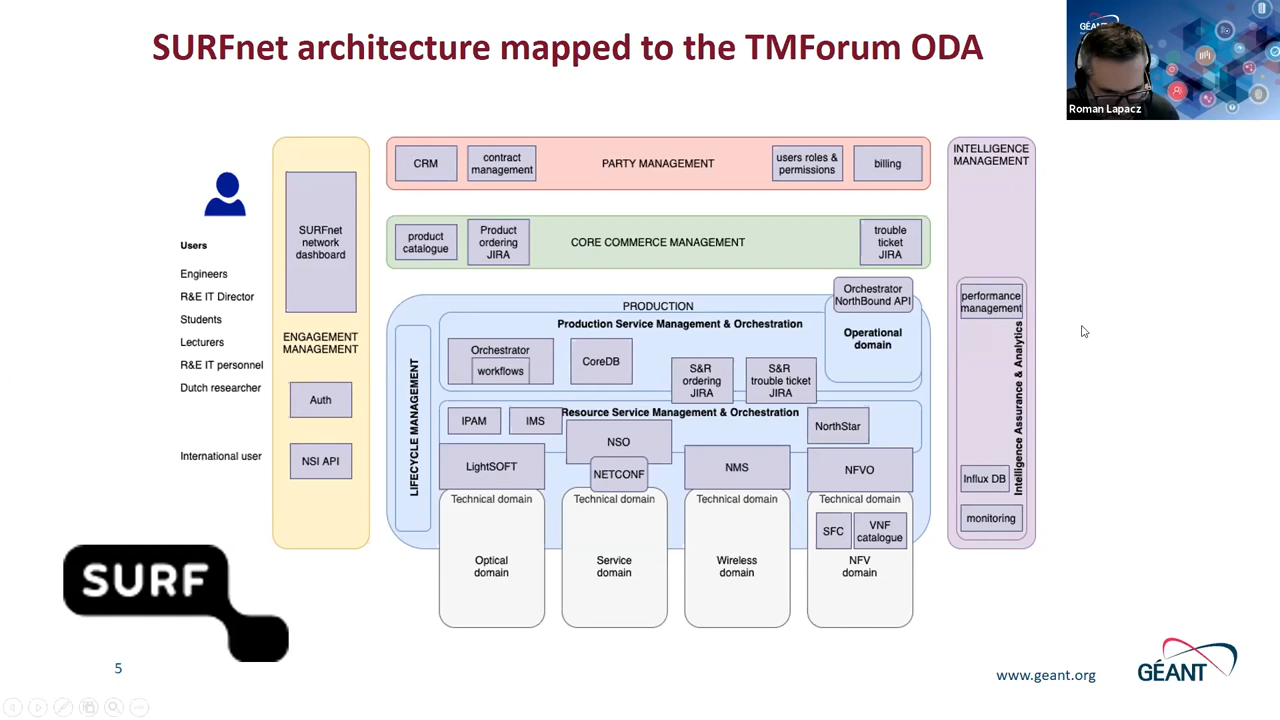 SURFnet architecture mapped to the TMForum ODA
GÉANT
Roman Lapacz
Users
Engineers
R&E IT Director
Students
Lecturers
R&E IT personnel
Dutch researcher
International user
SURFnet
network
dashboard
ENGAGEMENT
MANAGEMENT
Auth
NSI API
CRM
contract
management
PARTY MANAGEMENT
users roles &
permissions
billing
product
catalogue
Product
ordering
JIRA
CORE COMMERCE MANAGEMENT
trouble
ticket
JIRA
PRODUCTION
Orchestrator
NorthBound API
Production Service Management & Orchestration
Operational
domain
LIFECYCLE MANAGEMENT
Orchestrator
workflows
CoreDB
S&R
ordering
JIRA
S&R
trouble ticket
JIRA
Resource Service Management & Orchestration
IPAM
IMS
NSO
NorthStar
LightSOFT
NETCONF
NMS
NFVO
Technical domain
Optical
domain
Technical domain
Service
domain
Technical domain
Wireless
domain
Technical domain
SFC
VNF
catalogue
NFV
domain
INTELLIGENCE
MANAGEMENT
performance
management
Intelligence Assurance & Analytics
Influx DB
monitoring
SURF
5
www.geant.org
GÉANT